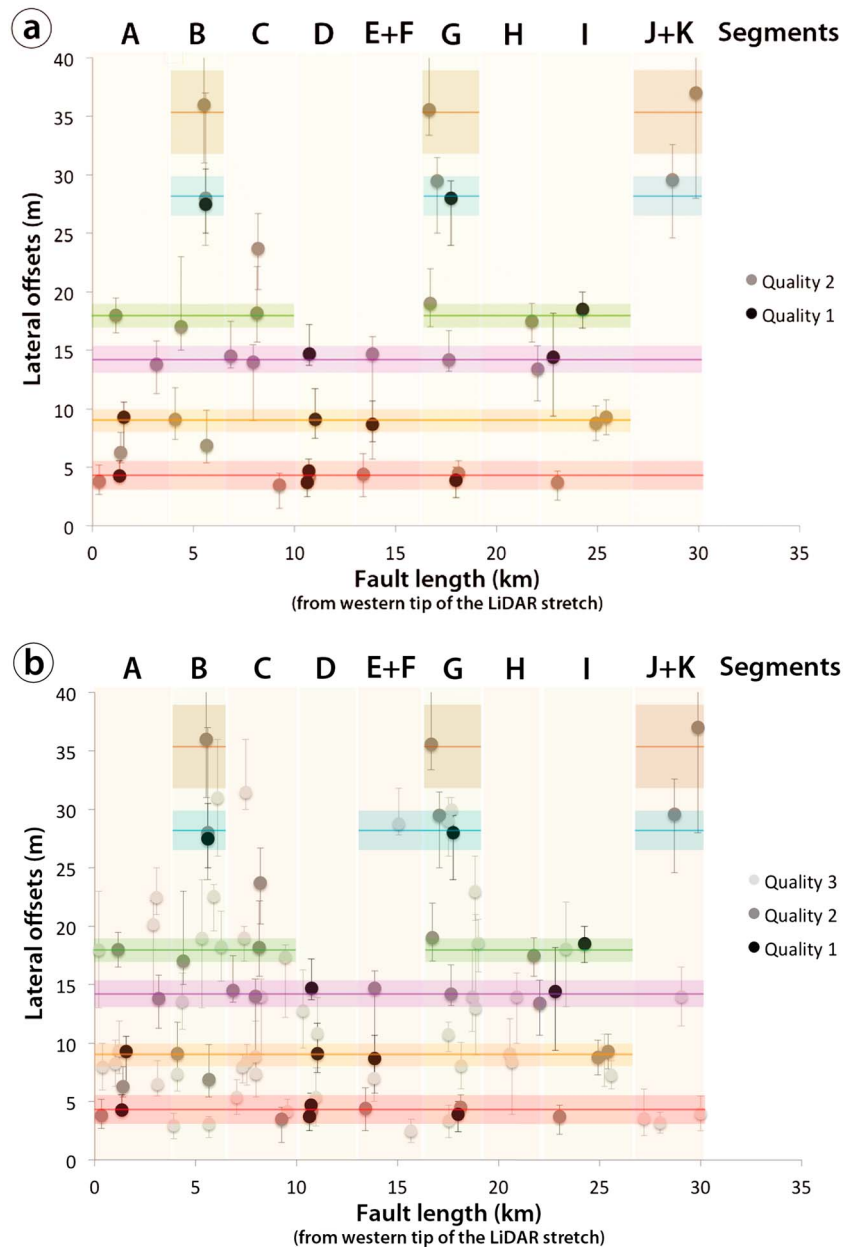 a
A B C D E+F G H I J+K Segments
40
35
30
25
20
15
10
5
0
Lateral offsets (m)
Quality 2
Quality 1
0 5 10 15 20 25 30 35
Fault length (km)
(from western tip of the LiDAR stretch)
b
A B C D E+F G H I J+K Segments
40
35
30
25
20
15
10
5
0
Lateral offsets (m)
Quality 3
Quality 2
Quality 1
0 5 10 15 20 25 30 35
Fault length (km)
(from western tip of the LiDAR stretch)